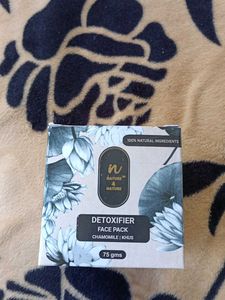 100% NATURAL INGREDIENTS
n
NATURE
&
NATURE
DETOXIFIER
FACE PACK
CHAMOMILE | KHUS
75 gms